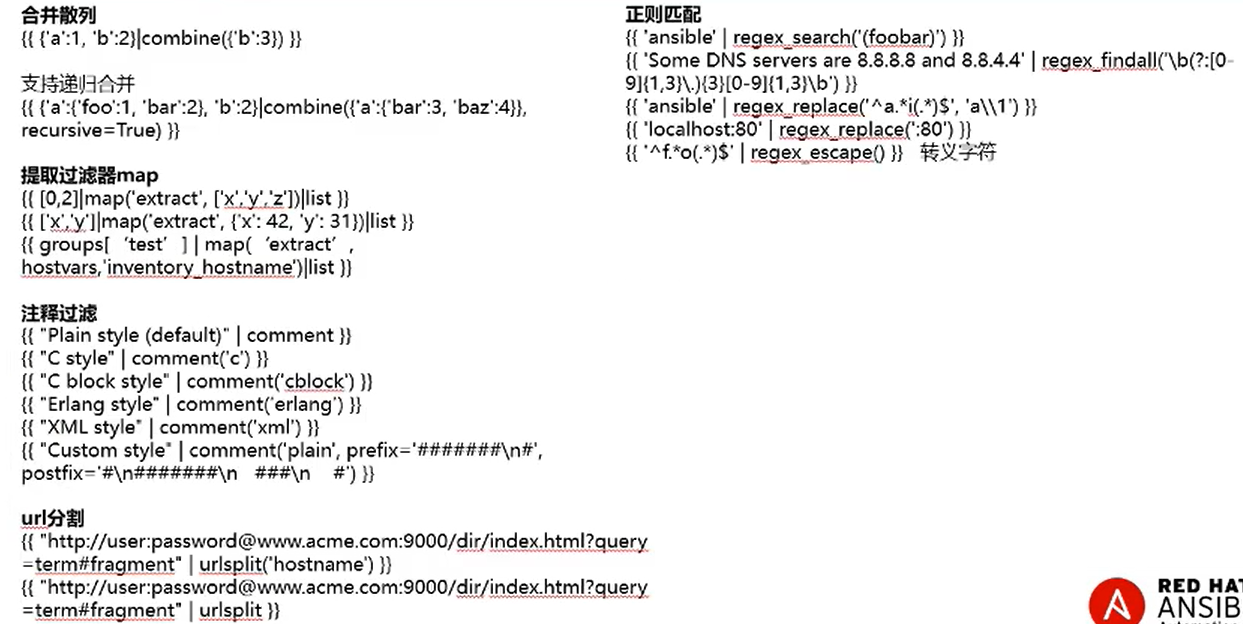 合并散列
{{ {'a':1, 'b':2}|combine({'b':3}) }}
支持递归合并
{{ {'a':{'foo':1, 'bar':2}, 'b':2}|combine({'a':{'bar':3, 'baz':4}},
recursive=True) }}
提取过滤器map
{{ [0,2]|map('extract', ['x','y','z'])|list }}
{{ ['x','y']|map('extract', {'x': 42, 'y': 31})|list }}
{{ groups[ ‘test’ ] | map( ‘extract’ ,
hostvars,'inventory_hostname')|list }}
注释过滤
{{ "Plain style (default)" | comment }}
{{ "C style" | comment('c') }}
{{ "C block style" | comment('cblock') }}
{{ "Erlang style" | comment('erlang') }}
{{ "XML style" | comment('xml') }}
{{ "Custom style" | comment('plain', prefix='#######\n#',
postfix='#\n#######\n   ###\n    #') }}
url分割
{{ "http://user:password@www.acme.com:9000/dir/index.html?query
=term#fragment" | urlsplit('hostname') }}
{{ "http://user:password@www.acme.com:9000/dir/index.html?query
=term#fragment" | urlsplit }}
正则匹配
{{ 'ansible' | regex_search('(foobar)') }}
{{ 'Some DNS servers are 8.8.8.8 and 8.8.4.4' | regex_findall('\b(?:[0-
9]{1,3}\.){3}[0-9]{1,3}\b') }}
{{ 'ansible' | regex_replace('^a.*i(.*)$', 'a\\1') }}
{{ 'localhost:80' | regex_replace(':80') }}
{{ '^f.*o(.*)$' | regex_escape() }}   转义字符
RED HAT
ANSIB